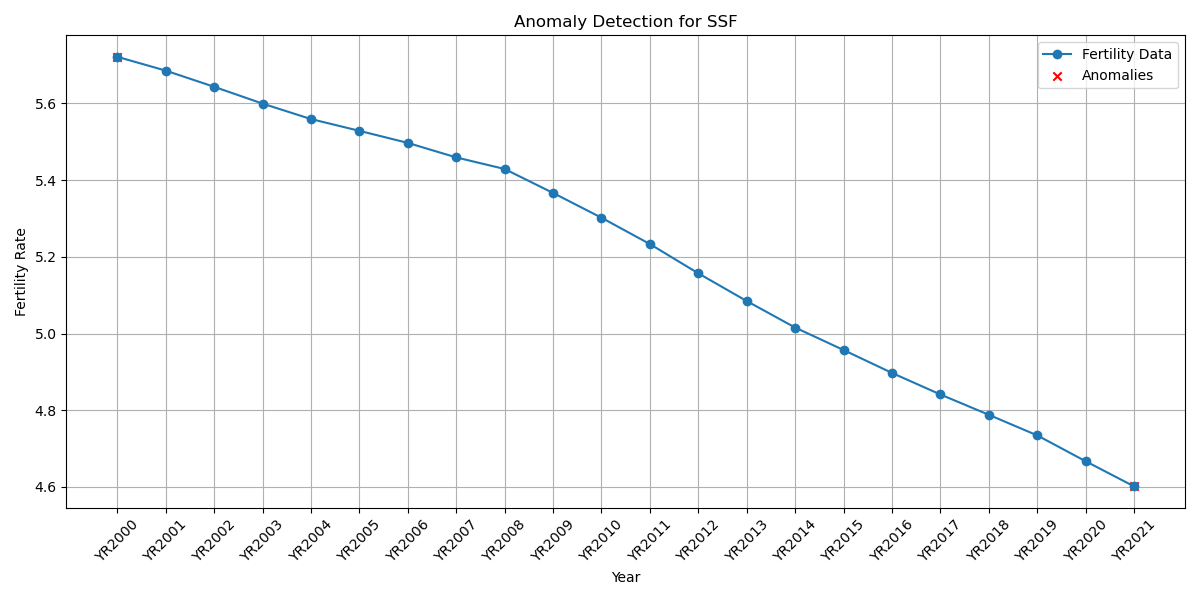 Anomaly Detection for SSF
Fertility Data
Anomalies
Fertility Rate
5.6
5.4
5.2
5.0
4.8
4.6
YR2000
YR2001
YR2002
YR2003
YR2004
YR2005
YR2006
YR2007
YR2008
YR2009
YR2010
YR2011
YR2012
YR2013
YR2014
YR2015
YR2016
YR2017
YR2018
YR2019
YR2020
YR2021
Year